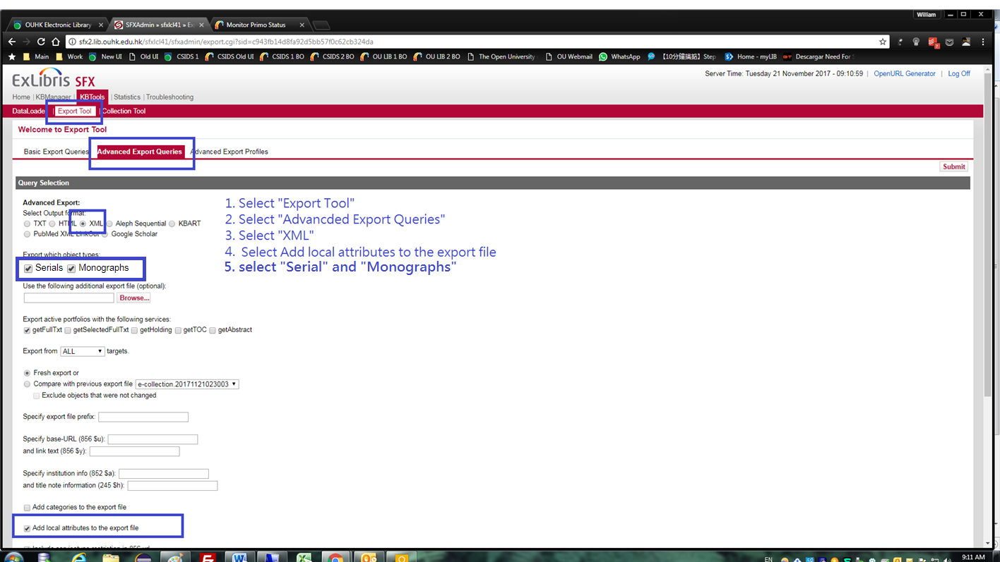 William
OUHK Electronic Library
SFXAdmin » sfxlcl41 » Ex
Monitor Primo Status
sfx2.lib.ouhk.edu.hk/sfxlcl41/sfxadmin/export.cgi?sid=c943fb14d8fa92d5bb57f0c62cb324da
Main Work New UI Old UI CSIDS 1 CSIDS Old UI CSIDS 1 BO CSIDS 2 BO OU LIB 1 BO OU LIB 2 BO The Open University OU Webmail WhatsApp 【10分鐘搞掂】Step Home - myLIB Descargar Need For
ExLibris SFX
Server Time: Tuesday 21 November 2017 - 09:10:59 | OpenURL Generator | Log Off
Home | KBManager | KBTools | Statistics | Troubleshooting
DataLoade | Export Tool | Collection Tool
Welcome to Export Tool
Basic Export Queries Advanced Export Queries Advanced Export Profiles
Submit
Query Selection
Advanced Export:
Select Output format:
TXT HTML XML Aleph Sequential KBART
PubMed XML LinkOut Google Scholar
1. Select "Export Tool"
2. Select "Advancded Export Queries"
3. Select "XML"
4. Select Add local attributes to the export file
5. select "Serial" and "Monographs"
Export which object types:
Serials Monographs
Use the following additional export file (optional):
Browse...
Export active portfolios with the following services:
getFullTxt getSelectedFullTxt getHolding getTOC getAbstract
Export from ALL targets.
Fresh export or
Compare with previous export file e-collection.20171121023003
Exclude objects that were not changed
Specify export file prefix:
Specify base-URL (856 $u):
and link text (856 $y):
Specify institution info (852 $a):
and title note information (245 $h):
Add categories to the export file
Add local attributes to the export file
EN
9:11 AM